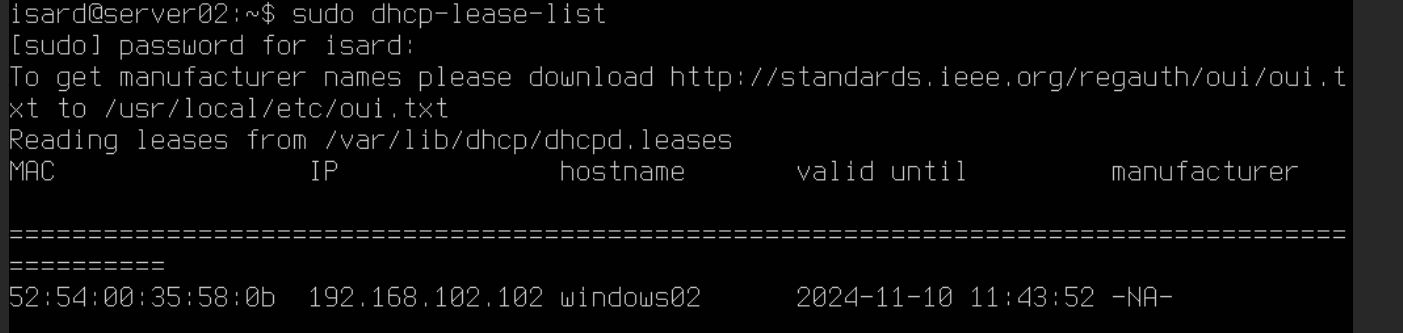 isard@server02:~$ sudo dhcp-lease-list
[sudo] password for isard:
To get manufacturer names please download http://standards.ieee.org/regauth/oui/oui.t
xt to /usr/local/etc/oui.txt
Reading leases from /var/lib/dhcp/dhcpd.leases
MAC                IP              hostname       valid until         manufacturer
=====================================================================================
==========
52:54:00:35:58:0b  192.168.102.102 windows02      2024-11-10 11:43:52 -NA-